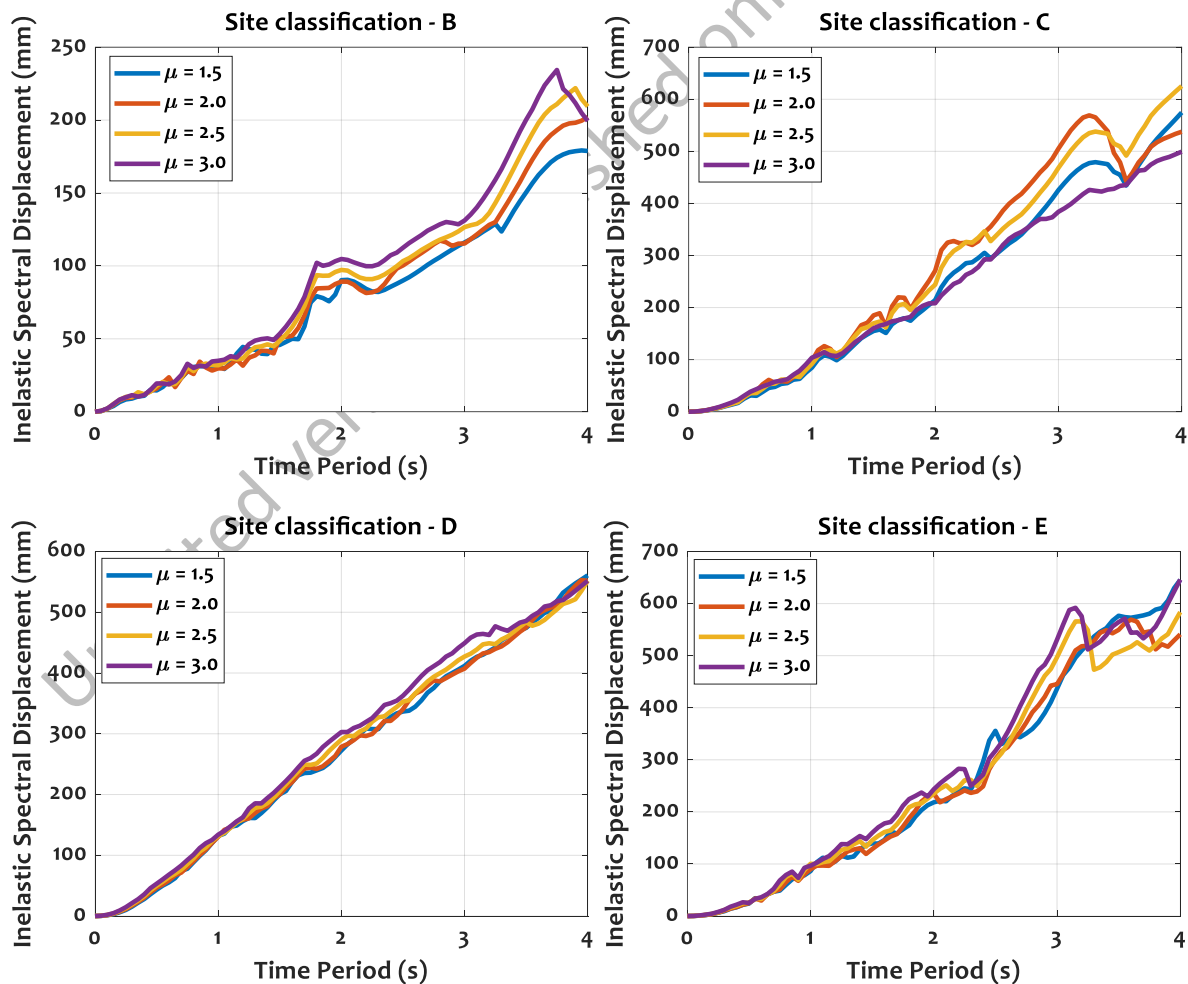 Site classification - B
Inelastic Spectral Displacement (mm)
250
200
150
100
50
0
μ = 1.5
μ = 2.0
μ = 2.5
μ = 3.0
0 1 2 3 4
Time Period (s)
Site classification - C
Inelastic Spectral Displacement (mm)
700
600
500
400
300
200
100
0
μ = 1.5
μ = 2.0
μ = 2.5
μ = 3.0
0 1 2 3 4
Time Period (s)
Site classification - D
Inelastic Spectral Displacement (mm)
600
500
400
300
200
100
0
μ = 1.5
μ = 2.0
μ = 2.5
μ = 3.0
0 1 2 3 4
Time Period (s)
Site classification - E
Inelastic Spectral Displacement (mm)
700
600
500
400
300
200
100
0
μ = 1.5
μ = 2.0
μ = 2.5
μ = 3.0
0 1 2 3 4
Time Period (s)